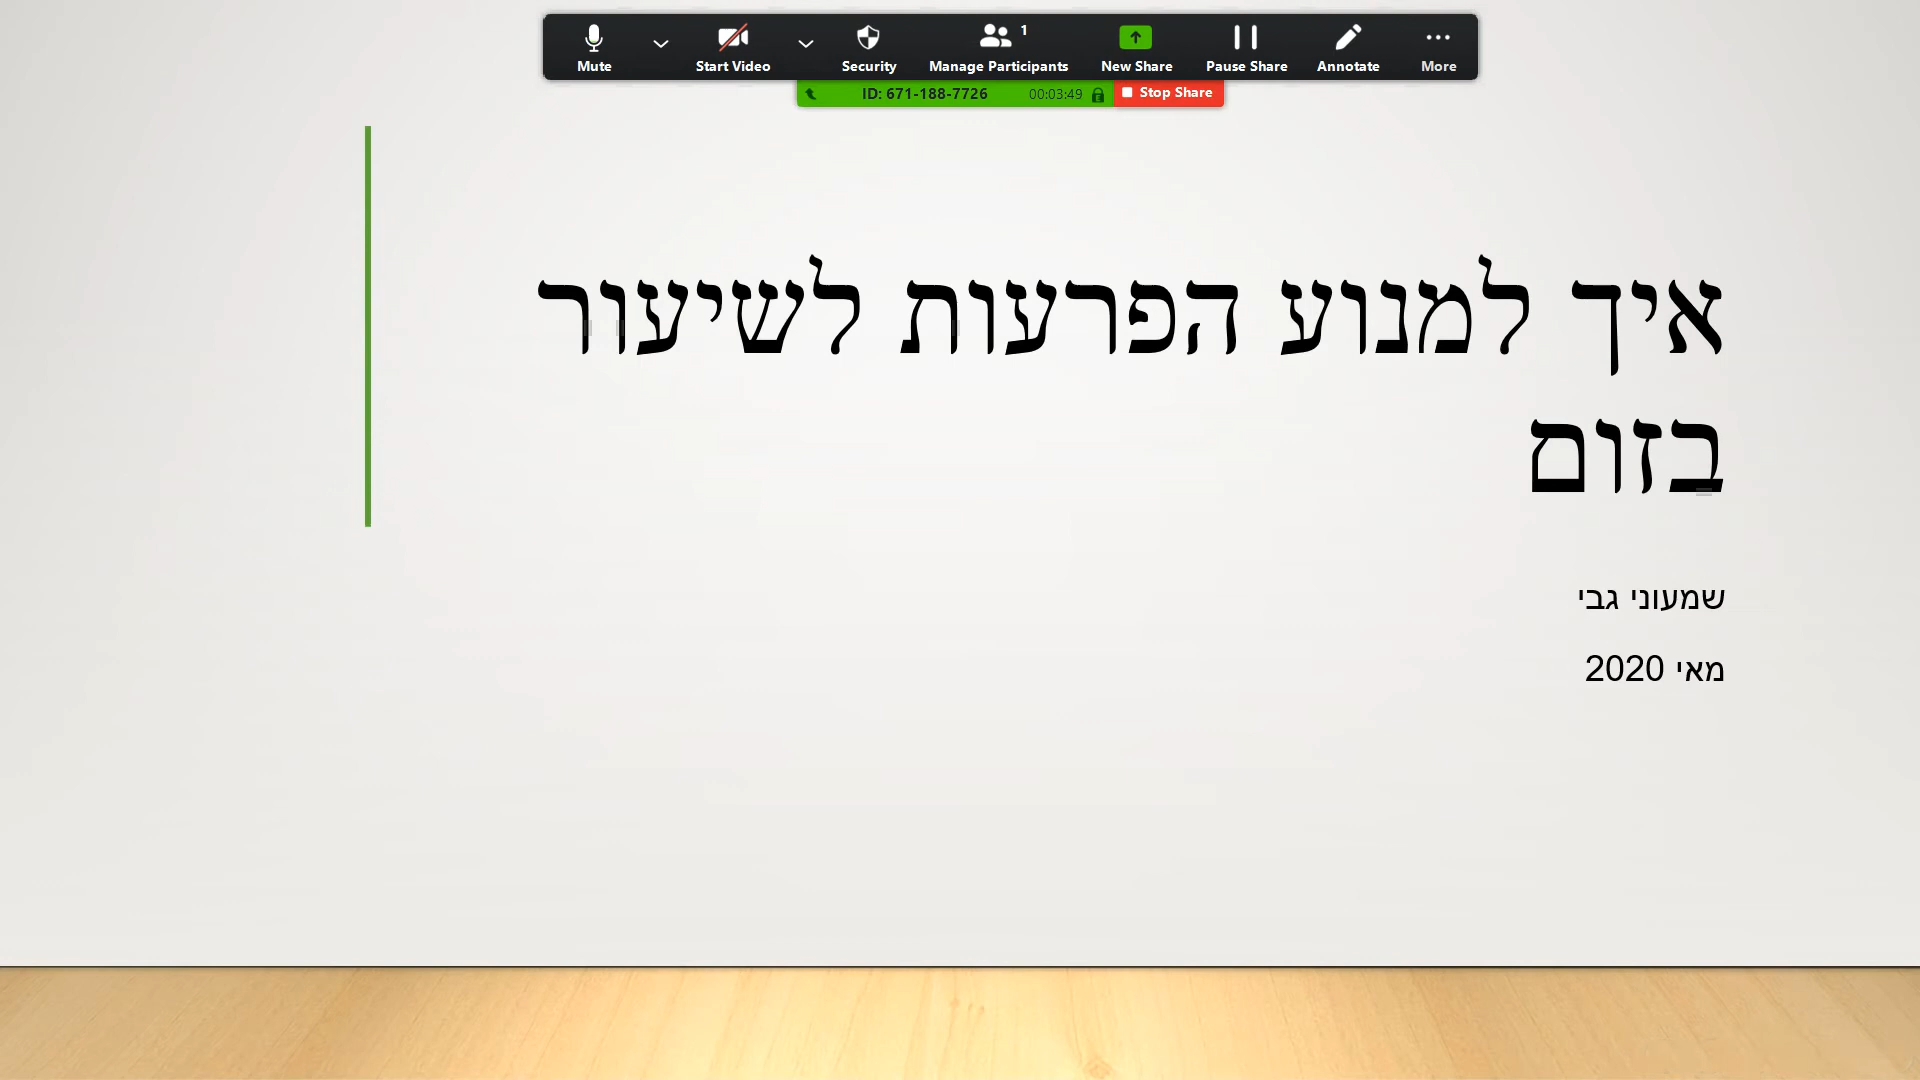 Mute
Start Video
Security
Manage Participants
1
New Share
Pause Share
Annotate
More
ID: 671-188-7726
00:03:49
Stop Share
איך למנוע הפרעות לשיעור
בזום
שמעוני גבי
מאי 2020